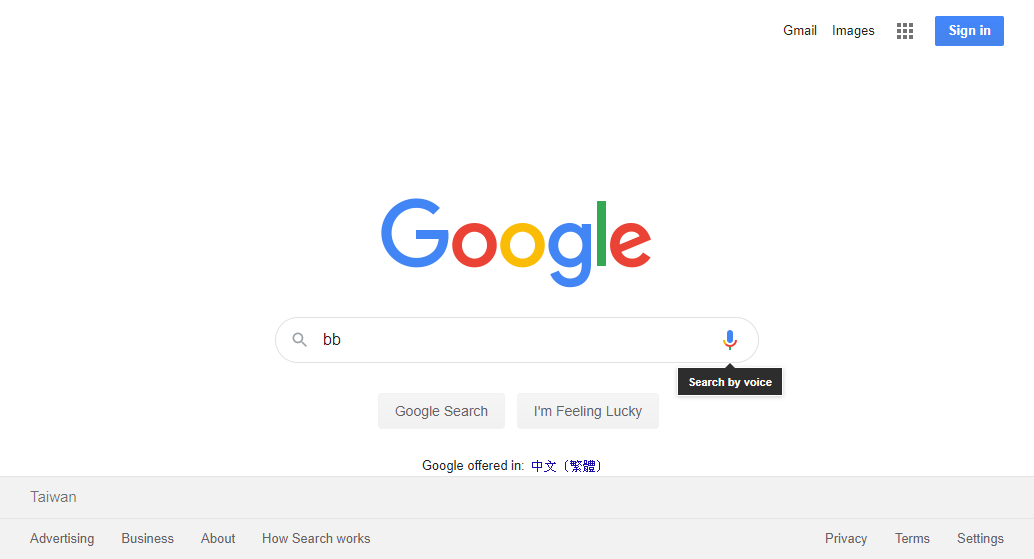 Gmail Images Sign in
Google
bb
Search by voice
Google Search I'm Feeling Lucky
Google offered in: 中文（繁體）
Taiwan
Advertising Business About How Search works Privacy Terms Settings